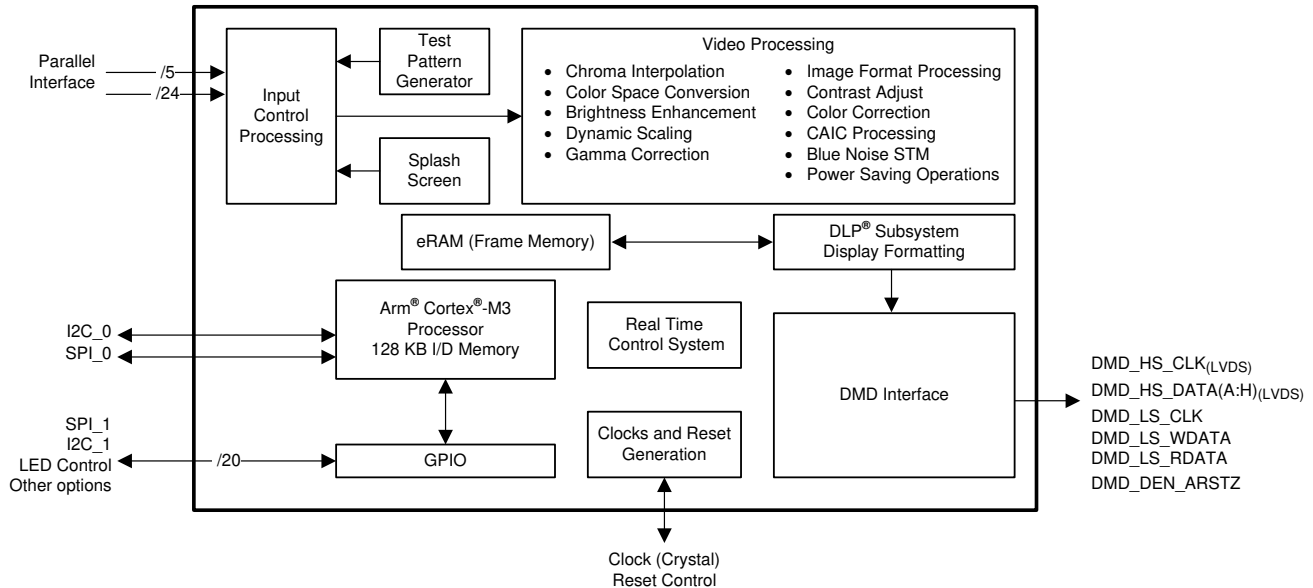 Parallel
Interface
/5
/24
Input
Control
Processing
Test
Pattern
Generator
Splash
Screen
Video Processing
• Chroma Interpolation
• Color Space Conversion
• Brightness Enhancement
• Dynamic Scaling
• Gamma Correction
• Image Format Processing
• Contrast Adjust
• Color Correction
• CAIC Processing
• Blue Noise STM
• Power Saving Operations
eRAM (Frame Memory)
DLP® Subsystem
Display Formatting
Arm® Cortex®-M3
Processor
128 KB I/D Memory
I2C_0
SPI_0
Real Time
Control System
DMD Interface
DMD_HS_CLK(LVDS)
DMD_HS_DATA(A:H)(LVDS)
DMD_LS_CLK
DMD_LS_WDATA
DMD_LS_RDATA
DMD_DEN_ARSTZ
SPI_1
I2C_1
LED Control
Other options
/20
GPIO
Clocks and Reset
Generation
Clock (Crystal)
Reset Control